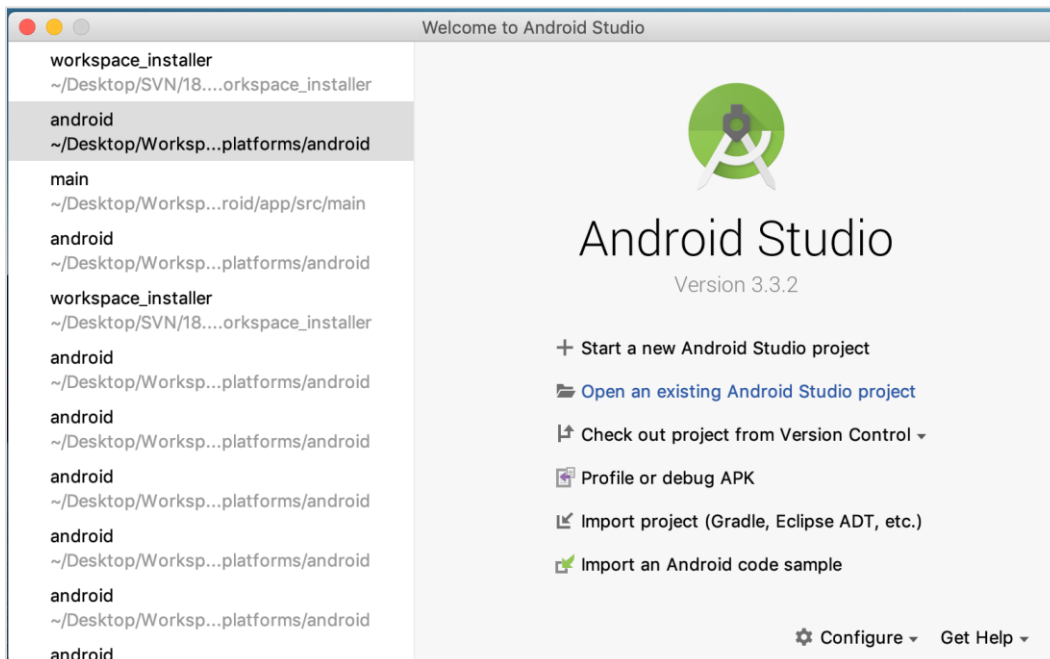 Welcome to Android Studio
workspace_installer
~/Desktop/SVN/18....orkspace_installer
android
~/Desktop/Worksp...platforms/android
main
~/Desktop/Worksp...roid/app/src/main
android
~/Desktop/Worksp...platforms/android
workspace_installer
~/Desktop/SVN/18....orkspace_installer
android
~/Desktop/Worksp...platforms/android
android
~/Desktop/Worksp...platforms/android
android
~/Desktop/Worksp...platforms/android
android
~/Desktop/Worksp...platforms/android
android
~/Desktop/Worksp...platforms/android
android
Android Studio
Version 3.3.2
Start a new Android Studio project
Open an existing Android Studio project
Check out project from Version Control
Profile or debug APK
Import project (Gradle, Eclipse ADT, etc.)
Import an Android code sample
Configure Get Help